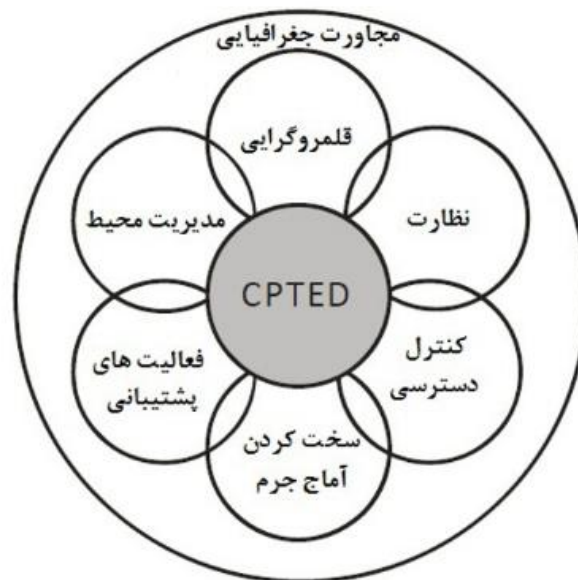 مجاورت جغرافیایی
قلمروگرایی
نظارت
مدیریت محیط
CPTED
کنترل
دسترسی
فعالیت های
پشتیبانی
سخت کردن
آماج جرم